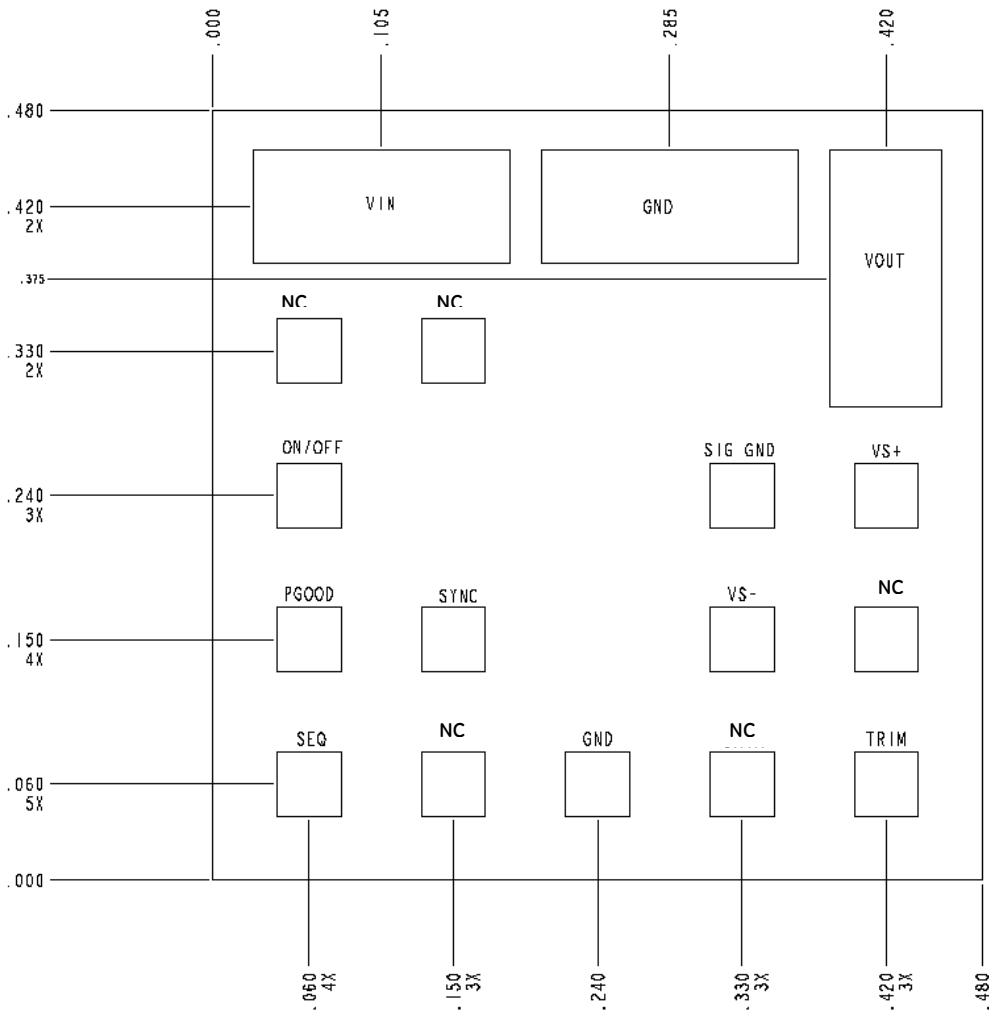 .000
.105
.285
.420
.480
.420
2X
VIN
GND
VOUT
.375
NC
NC
.330
2X
ON/OFF
SIG GND
VS+
.240
3X
PGOOD
SYNC
VS-
NC
.150
4X
SEQ
NC
GND
NC
TRIM
.060
5X
.000
.060
4X
.150
3X
.240
.330
3X
.420
3X
.480